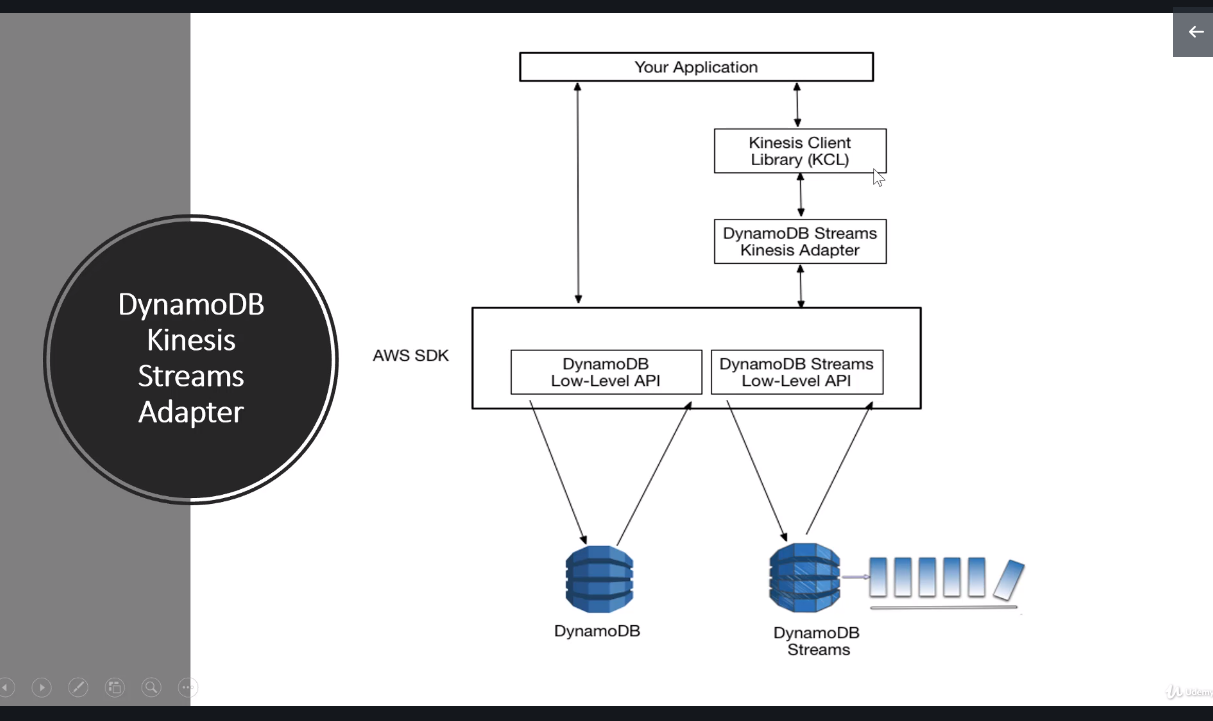 DynamoDB
Kinesis
Streams
Adapter
Your Application
Kinesis Client
Library (KCL)
DynamoDB Streams
Kinesis Adapter
AWS SDK
DynamoDB
Low-Level API
DynamoDB Streams
Low-Level API
DynamoDB
DynamoDB
Streams
Udemy